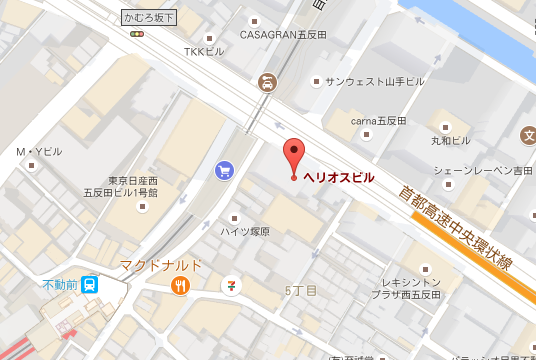 かむろ坂下
CASAGRAN五反田
TKKビル
サンウェスト山手ビル
carna五反田
丸和ビル
文
M・Yビル
ヘリオスビル
シェーンレーベン吉田
東京日産西
五反田ビル1号館
首都高速中央環状線
ハイツ塚原
マクドナルド
不動前
7
5丁目
レキシントン
プラザ西五反田